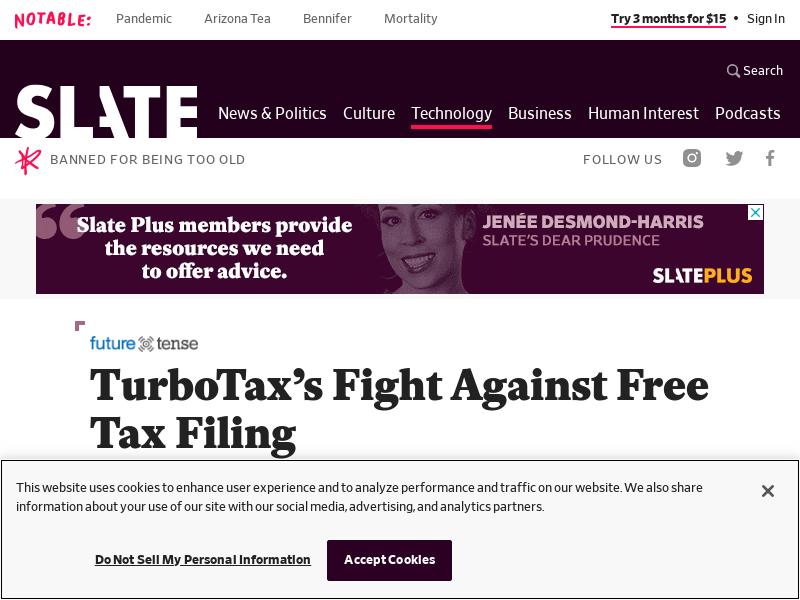 NOTABLE: Pandemic Arizona Tea Bennifer Mortality Try 3 months for $15 • Sign In
Search
SLATE News & Politics Culture Technology Business Human Interest Podcasts
BANNED FOR BEING TOO OLD FOLLOW US
Slate Plus members provide
the resources we need
to offer advice.
JENÉE DESMOND-HARRIS
SLATE'S DEAR PRUDENCE
SLATEPLUS
future tense
TurboTax’s Fight Against Free
Tax Filing
This website uses cookies to enhance user experience and to analyze performance and traffic on our website. We also share
information about your use of our site with our social media, advertising, and analytics partners.
Do Not Sell My Personal Information Accept Cookies